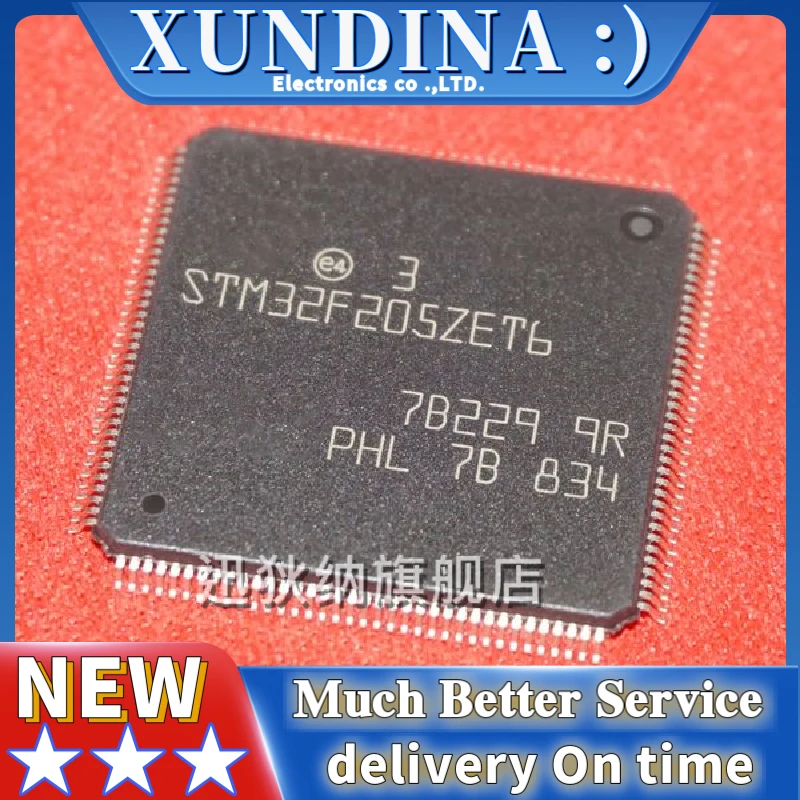 XUNDINA :)
Electronics co .,LTD.
e4 3
STM32F205ZET6
7B229 9R
PHL 7B 834
迅狄纳旗舰店
NEW
Much Better Service
delivery On time